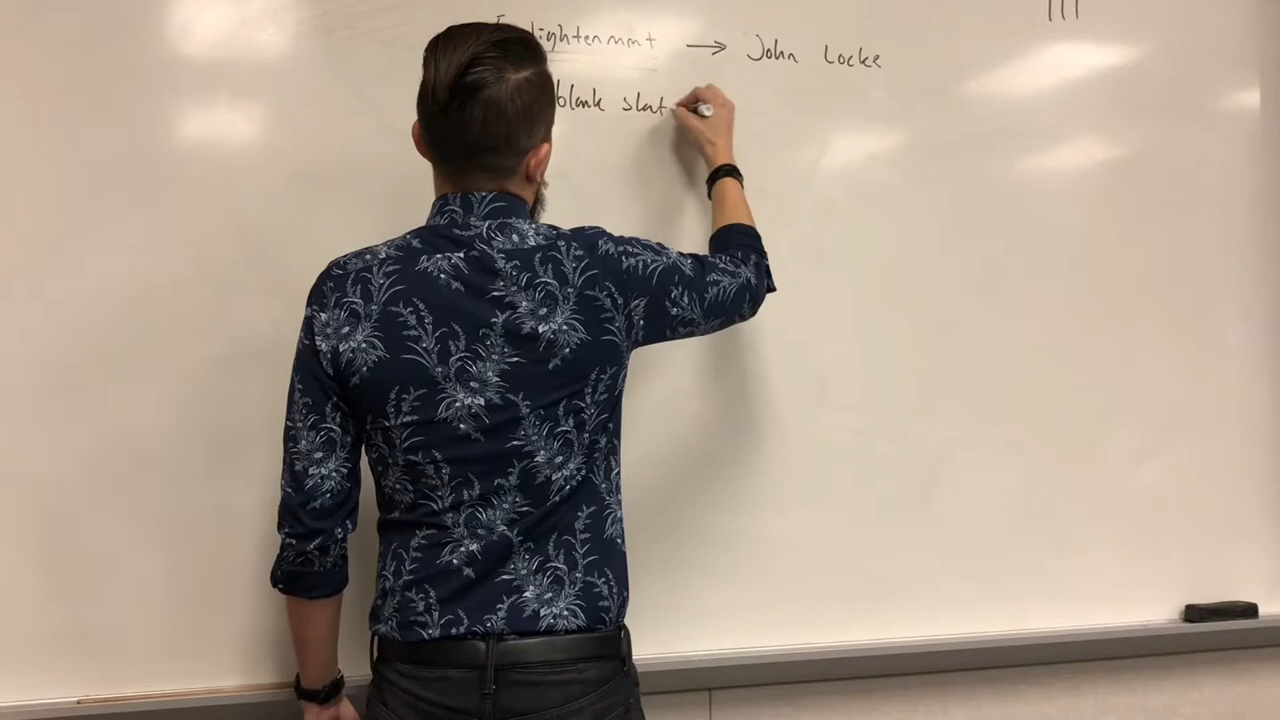 lightenmnt → John Locke
blank slat